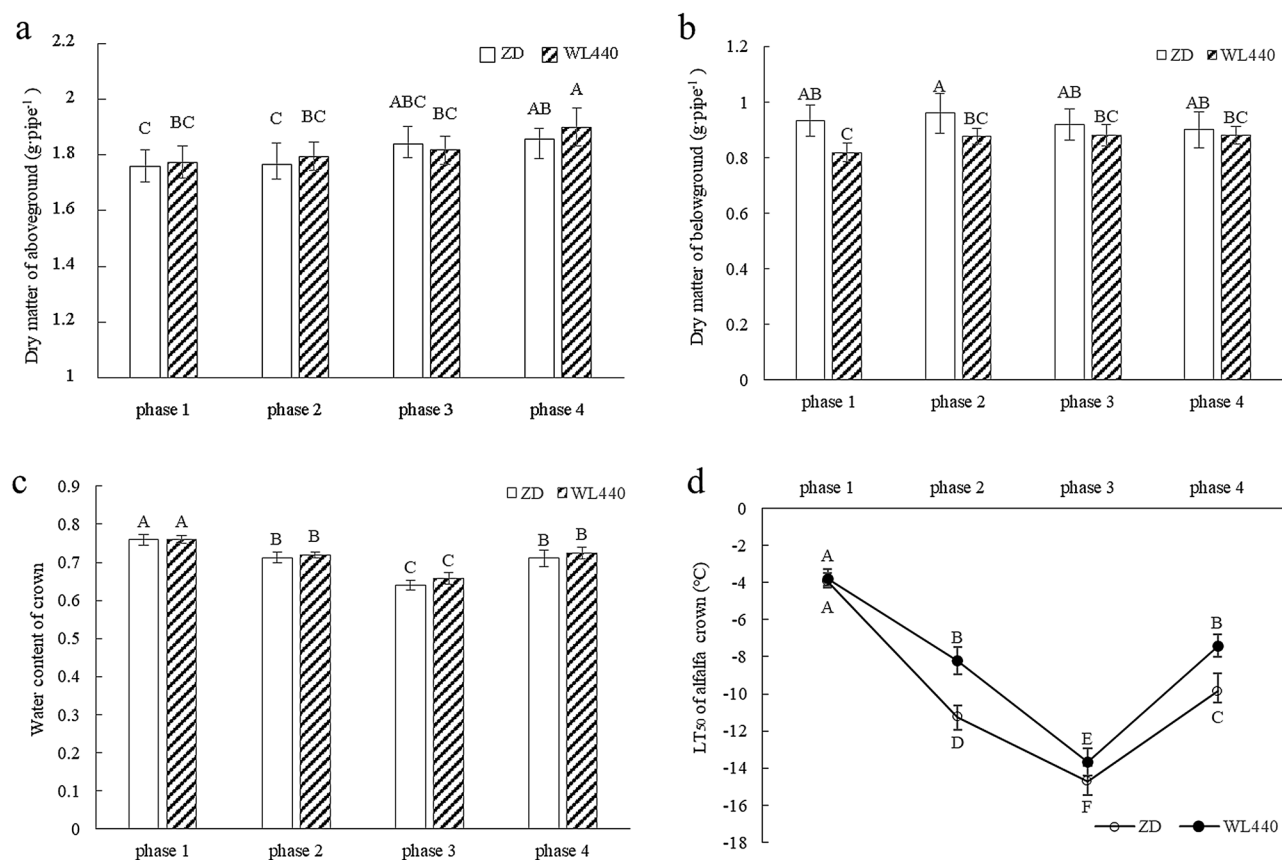 a
2.2
2
1.8
1.6
1.4
1.2
1
Dry matter of aboveground (g·pipe⁻¹)
ZD WL440
C BC C BC ABC BC AB A
phase 1 phase 2 phase 3 phase 4
b
1.2
1
0.8
0.6
0.4
0.2
0
Dry matter of belowground (g·pipe⁻¹)
ZD WL440
AB C A BC AB BC AB BC
phase 1 phase 2 phase 3 phase 4
c
0.9
0.8
0.7
0.6
0.5
0.4
0.3
0.2
0.1
0
Water content of crown
ZD WL440
A A B B C C B B
phase 1 phase 2 phase 3 phase 4
d
phase 1 phase 2 phase 3 phase 4
0
-2
-4
-6
-8
-10
-12
-14
-16
-18
LT₅₀ of alfalfa crown (°C)
A B E B
A D F C
ZD WL440